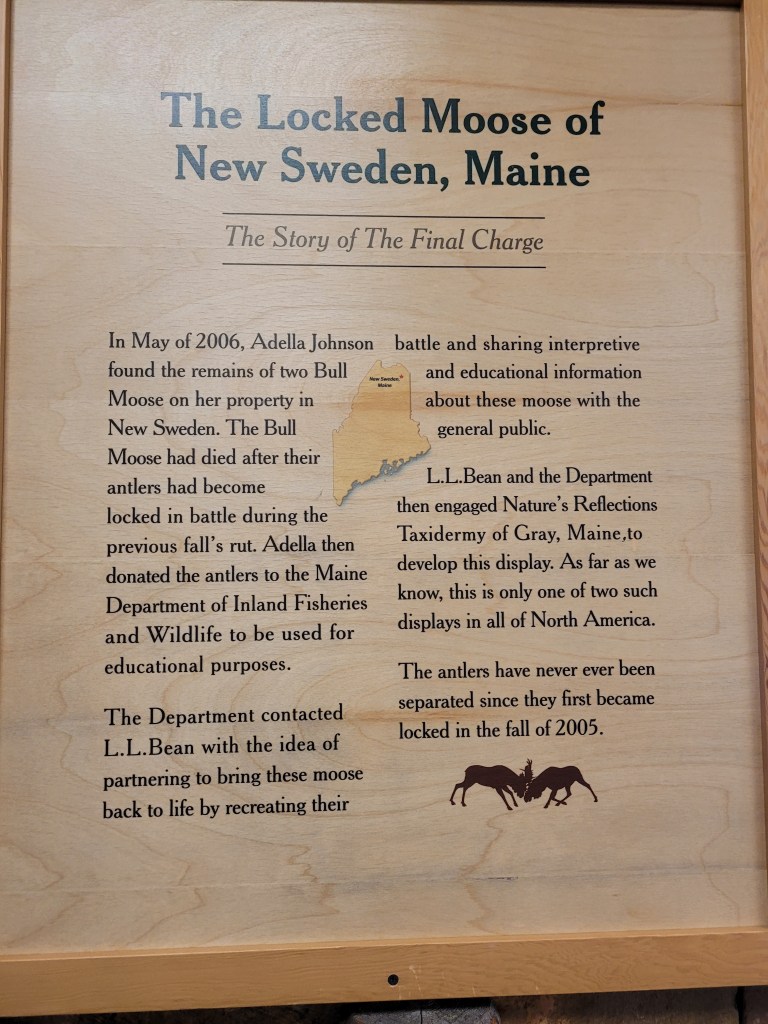 The Locked Moose of
New Sweden, Maine
The Story of The Final Charge
In May of 2006, Adella Johnson
found the remains of two Bull
Moose on her property in
New Sweden. The Bull
Moose had died after their
antlers had become
locked in battle during the
previous fall's rut. Adella then
donated the antlers to the Maine
Department of Inland Fisheries
and Wildlife to be used for
educational purposes.
The Department contacted
L.L.Bean with the idea of
partnering to bring these moose
back to life by recreating their
New Sweden,
Maine
battle and sharing interpretive
and educational information
about these moose with the
general public.
L.L.Bean and the Department
then engaged Nature's Reflections
Taxidermy of Gray, Maine,to
develop this display. As far as we
know, this is only one of two such
displays in all of North America.
The antlers have never ever been
separated since they first became
locked in the fall of 2005.